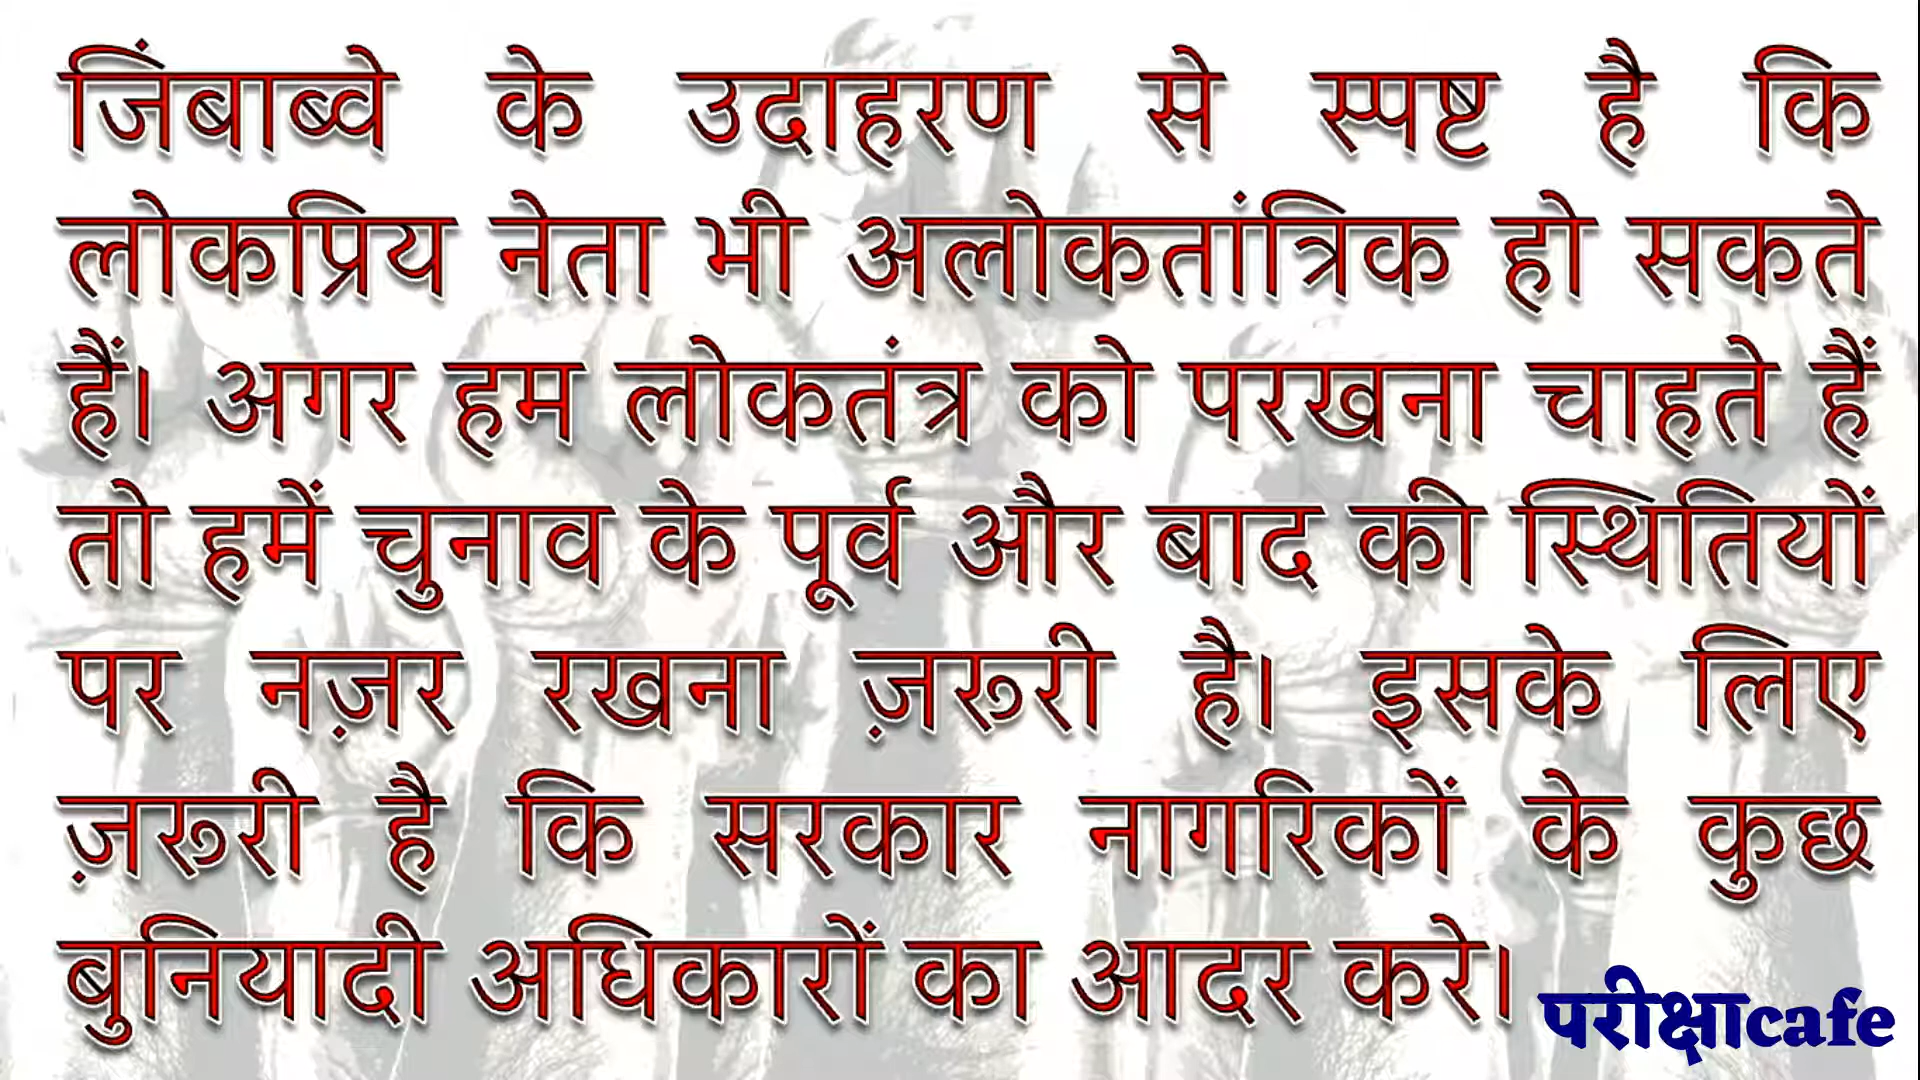 जिंबाब्वे के उदाहरण से स्पष्ट है कि
लोकप्रिय नेता भी अलोकतांत्रिक हो सकते
हैं। अगर हम लोकतंत्र को परखना चाहते हैं
तो हमें चुनाव के पूर्व और बाद की स्थितियों
पर नज़र रखना ज़रूरी है। इसके लिए
ज़रूरी है कि सरकार नागरिकों के कुछ
बुनियादी अधिकारों का आदर करे।
परीक्षाcafe